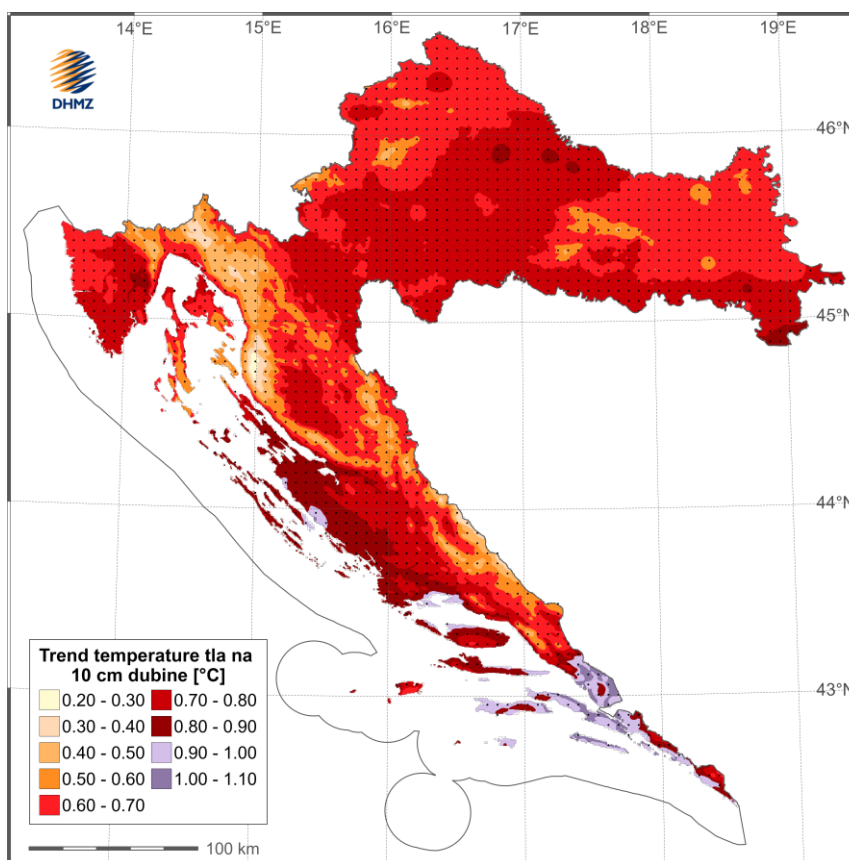 14°E 15°E 16°E 17°E 18°E 19°E
DHMZ
46°N
45°N
44°N
43°N
Trend temperature tla na
10 cm dubine [°C]
0.20 - 0.30 0.70 - 0.80
0.30 - 0.40 0.80 - 0.90
0.40 - 0.50 0.90 - 1.00
0.50 - 0.60 1.00 - 1.10
0.60 - 0.70
100 km